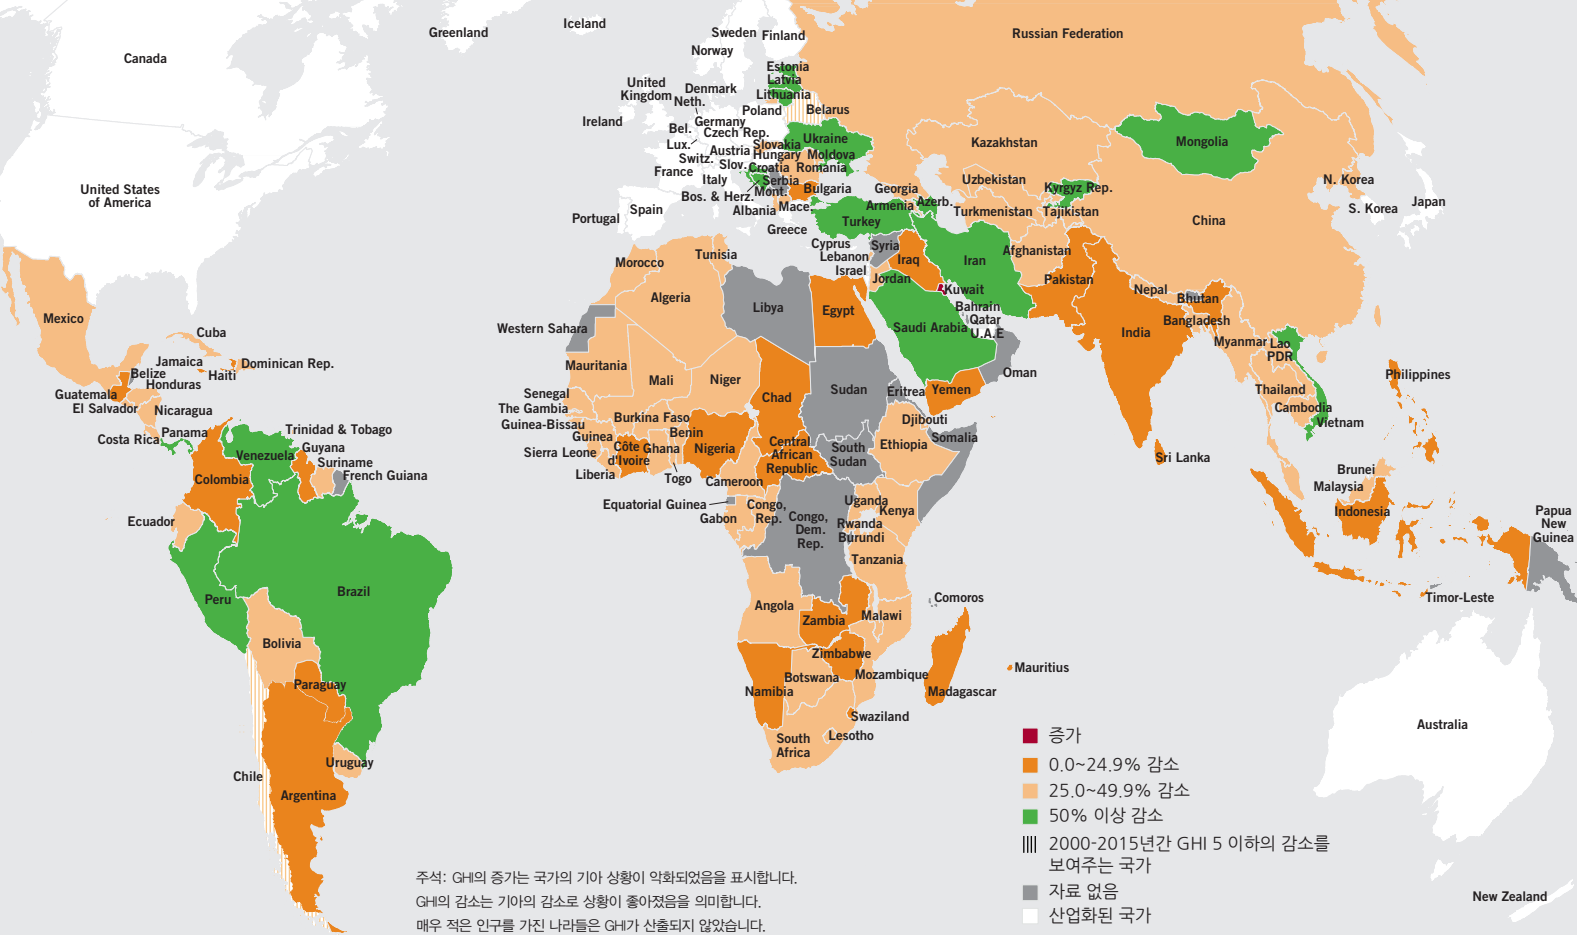 Greenland
Iceland
Canada
Sweden
Finland
Norway
Russian Federation
Estonia
Latvia
Lithuania
United
Kingdom
Denmark
Neth.
Poland
Belarus
Ireland
Germany
Bel.
Czech Rep.
Ukraine
Lux.
Slovakia
Austria
Hungary
Moldova
Switz.
France
Slov.
Croatia
Romania
Italy
Serbia
Bos. & Herz.
Mont.
Bulgaria
Georgia
Kazakhstan
Mongolia
Uzbekistan
Kyrgyz Rep.
N. Korea
United States
of America
Portugal
Spain
Albania
Mace.
Armenia
Azerb.
Turkmenistan
Tajikistan
S. Korea
Japan
China
Greece
Turkey
Cyprus
Lebanon
Israel
Syria
Iraq
Iran
Afghanistan
Morocco
Tunisia
Jordan
Pakistan
Kuwait
Nepal
Bhutan
Algeria
Libya
Egypt
Bahrain
Qatar
U.A.E
Saudi Arabia
Bangladesh
India
Mexico
Cuba
Western Sahara
Myanmar
Lao
PDR
Jamaica
Dominican Rep.
Belize
Haiti
Honduras
Mauritania
Oman
Philippines
Guatemala
El Salvador
Nicaragua
Mali
Niger
Chad
Sudan
Eritrea
Yemen
Thailand
Senegal
The Gambia
Guinea-Bissau
Burkina Faso
Djibouti
Cambodia
Vietnam
Costa Rica
Panama
Trinidad & Tobago
Guyana
Suriname
French Guiana
Venezuela
Guinea
Benin
Somalia
Ethiopia
Sierra Leone
Côte
d'Ivoire
Ghana
Nigeria
Central
African
Republic
South
Sudan
Sri Lanka
Colombia
Liberia
Togo
Cameroon
Brunei
Malaysia
Equatorial Guinea
Uganda
Kenya
Indonesia
Ecuador
Gabon
Congo,
Rep.
Congo,
Dem.
Rep.
Rwanda
Burundi
Papua
New
Guinea
Tanzania
Peru
Brazil
Angola
Zambia
Malawi
Comoros
Timor-Leste
Bolivia
Zimbabwe
Mozambique
Mauritius
Paraguay
Namibia
Botswana
Madagascar
Swaziland
Lesotho
South
Africa
Australia
Chile
Uruguay
Argentina
New Zealand
증가
0.0~24.9% 감소
25.0~49.9% 감소
50% 이상 감소
2000-2015년간 GHI 5 이하의 감소를
보여주는 국가
자료 없음
산업화된 국가
주석: GHI의 증가는 국가의 기아 상황이 악화되었음을 표시합니다.
GHI의 감소는 기아의 감소로 상황이 좋아졌음을 의미합니다.
매우 적은 인구를 가진 나라들은 GHI가 산출되지 않았습니다.